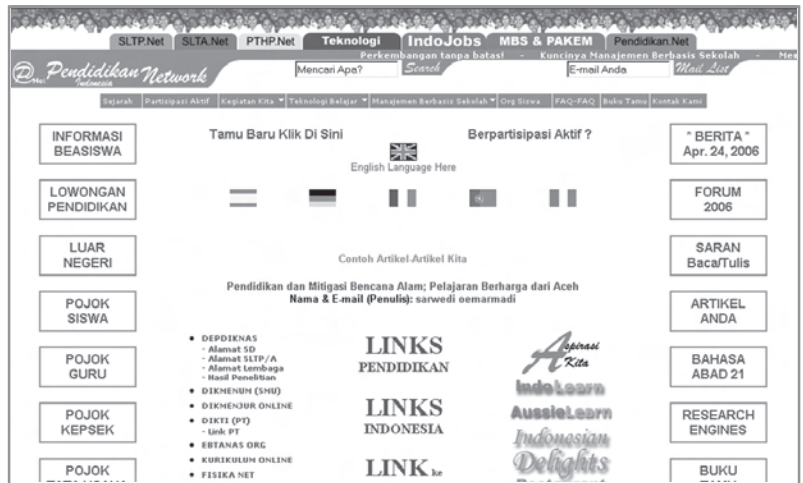 SLTP.Net SLTA.Net PTHP.Net Teknologi IndoJobs MBS & PAKEM Pendidikan.Net
Perkembangan tanpa batas! - Kuncinya Manajemen Berbasis Sekolah -
Pendidikan Network
Indonesia
Mencari Apa? Search E-mail Anda Mail List
Sejarah Partisipasi Aktif Kegiatan Kita Teknologi Belajar Manajemen Berbasis Sekolah Org Siswa FAQ-FAQ Buku Tamu Kontak Kami
INFORMASI
BEASISWA
LOWONGAN
PENDIDIKAN
LUAR
NEGERI
POJOK
SISWA
POJOK
GURU
POJOK
KEPSEK
POJOK
Tamu Baru Klik Di Sini
Berpartisipasi Aktif ?
English Language Here
Contoh Artikel-Artikel Kita
Pendidikan dan Mitigasi Bencana Alam; Pelajaran Berharga dari Aceh
Nama & E-mail (Penulis): sarwedi oemarmadi
• DEPDIKNAS
- Alamat SD
- Alamat SLTP/A
- Alamat Lembaga
- Hasil Penelitian
• DIKMENUM (SMU)
• DIKMENJUR ONLINE
• DIKTI (PT)
- Link PT
• EBTANAS ORG
• KURIKULUM ONLINE
• FISIKA NET
LINKS
PENDIDIKAN
LINKS
INDONESIA
LINK ke
Aspirasi
Kita
IndoLearn
AussieLearn
Indonesian
Delights
" BERITA "
Apr. 24, 2006
FORUM
2006
SARAN
Baca/Tulis
ARTIKEL
ANDA
BAHASA
ABAD 21
RESEARCH
ENGINES
BUKU